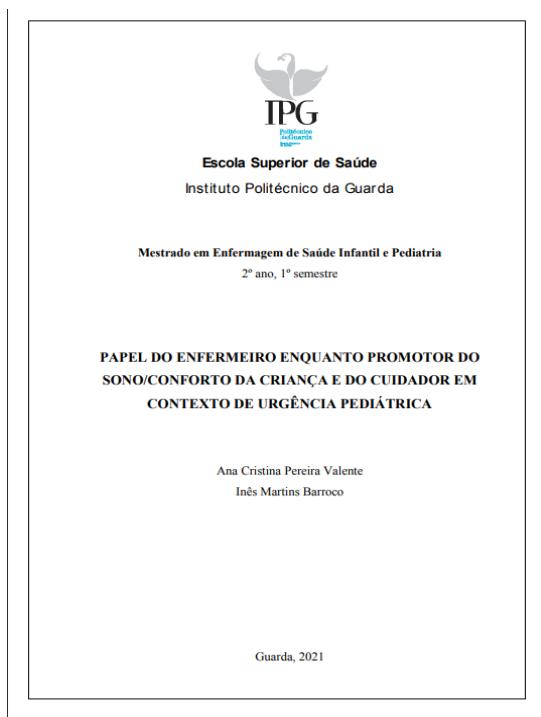 IPG
Politécnico
daGuarda
Escola Superior de Saúde
Instituto Politécnico da Guarda
Mestrado em Enfermagem de Saúde Infantil e Pediatria
2º ano, 1º semestre
PAPEL DO ENFERMEIRO ENQUANTO PROMOTOR DO
SONO/CONFORTO DA CRIANÇA E DO CUIDADOR EM
CONTEXTO DE URGÊNCIA PEDIÁTRICA
Ana Cristina Pereira Valente
Inês Martins Barroco
Guarda, 2021